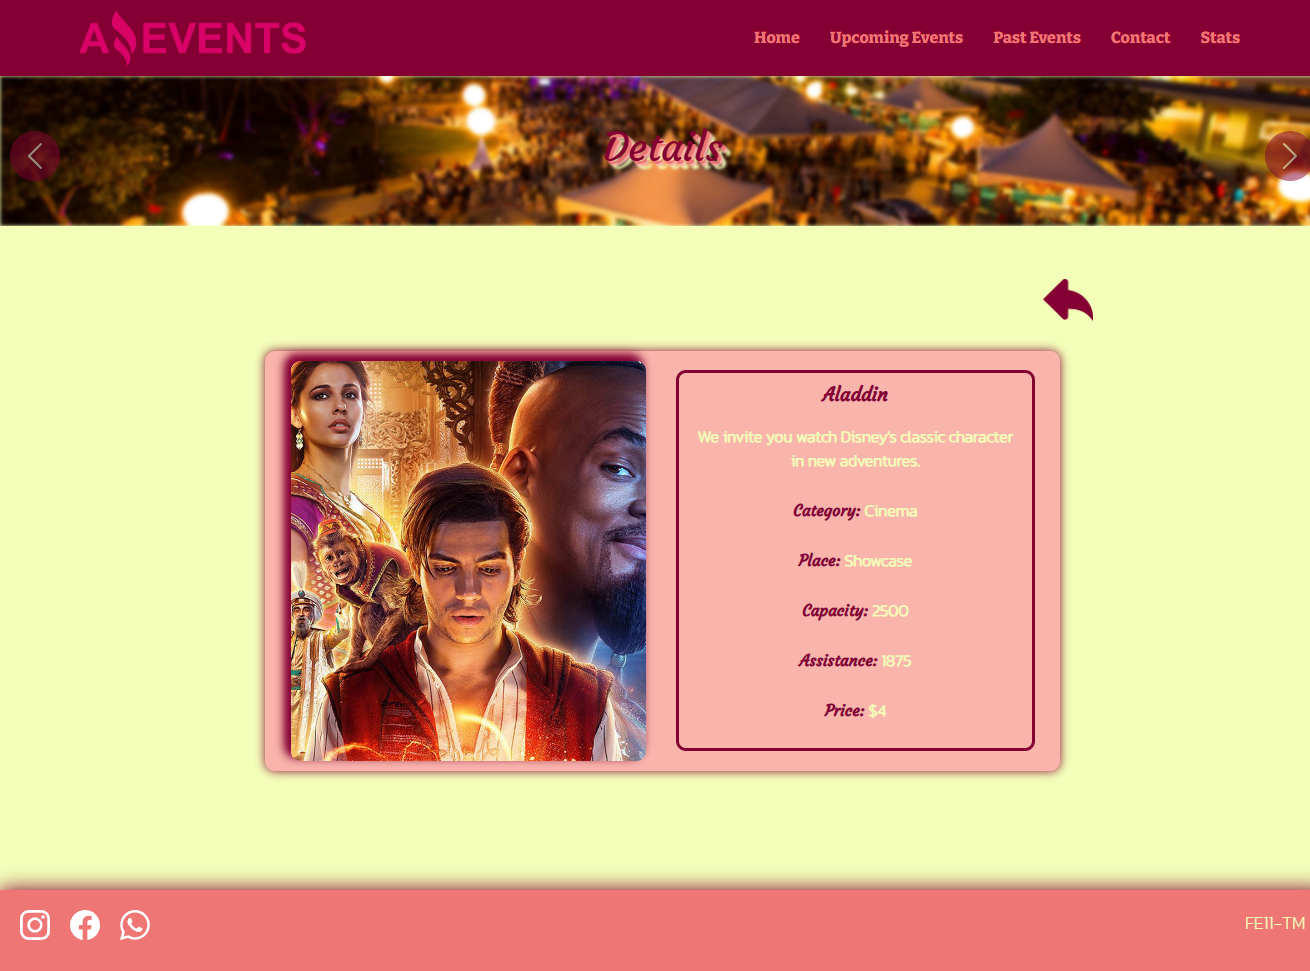 A EVENTS
Home
Upcoming Events
Past Events
Contact
Stats
Details
Aladdin
We invite you watch Disney's classic character
in new adventures.
Category: Cinema
Place: Showcase
Capacity: 2500
Assistance: 1875
Price: $4
FE11-TM